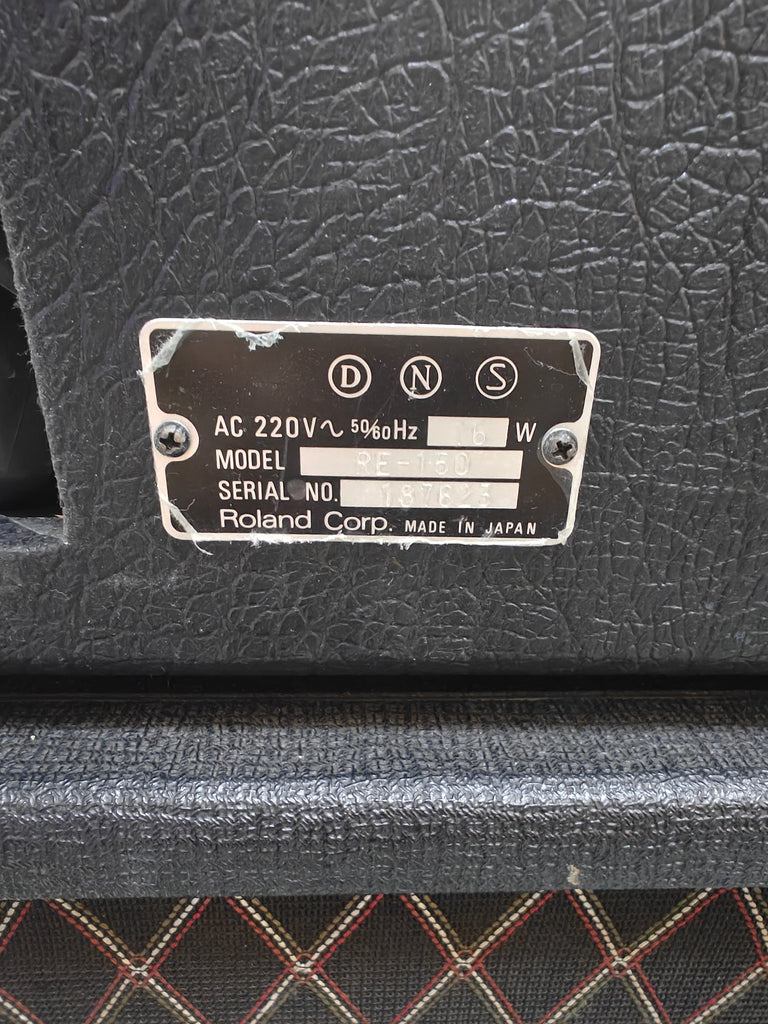 D N S
AC 220V~ 50/60Hz 16 W
MODEL RE-150
SERIAL NO. 187623
Roland Corp. MADE IN JAPAN